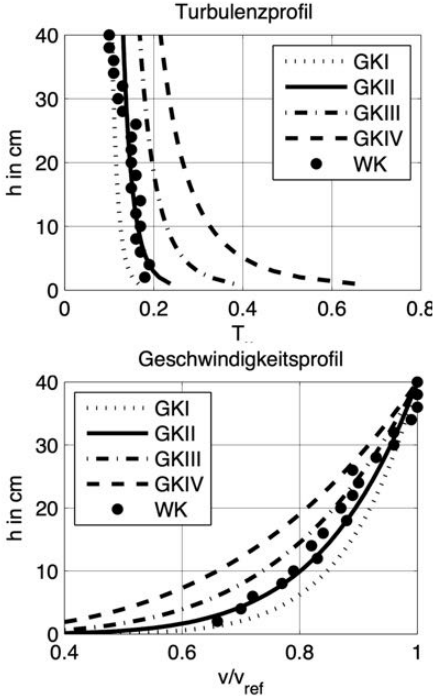 Turbulenzprofil
h in cm
40
30
20
10
0
GKI
GKII
GKIII
GKIV
WK
0 0.2 0.4 0.6 0.8
T
Geschwindigkeitsprofil
h in cm
40
30
20
10
0
GKI
GKII
GKIII
GKIV
WK
0.4 0.6 0.8 1
v/v_ref